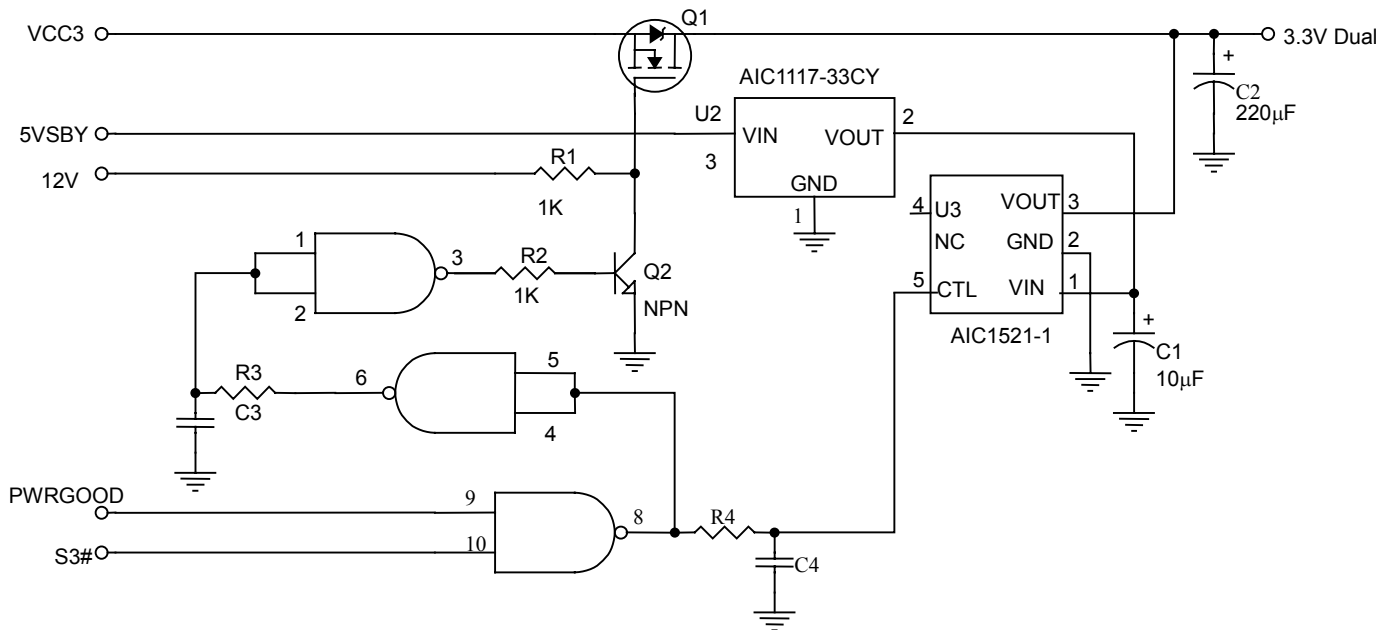 Q1
VCC3
3.3V Dual
+
C2
220μF
AIC1117-33CY
U2
5VSBY
VIN
VOUT
2
3
GND
1
12V
R1
1K
4
U3
VOUT
3
NC
GND
2
5
CTL
VIN
1
AIC1521-1
+
C1
10μF
1
2
3
R2
1K
Q2
NPN
R3
C3
6
5
4
PWRGOOD
9
S3#
10
8
R4
C4